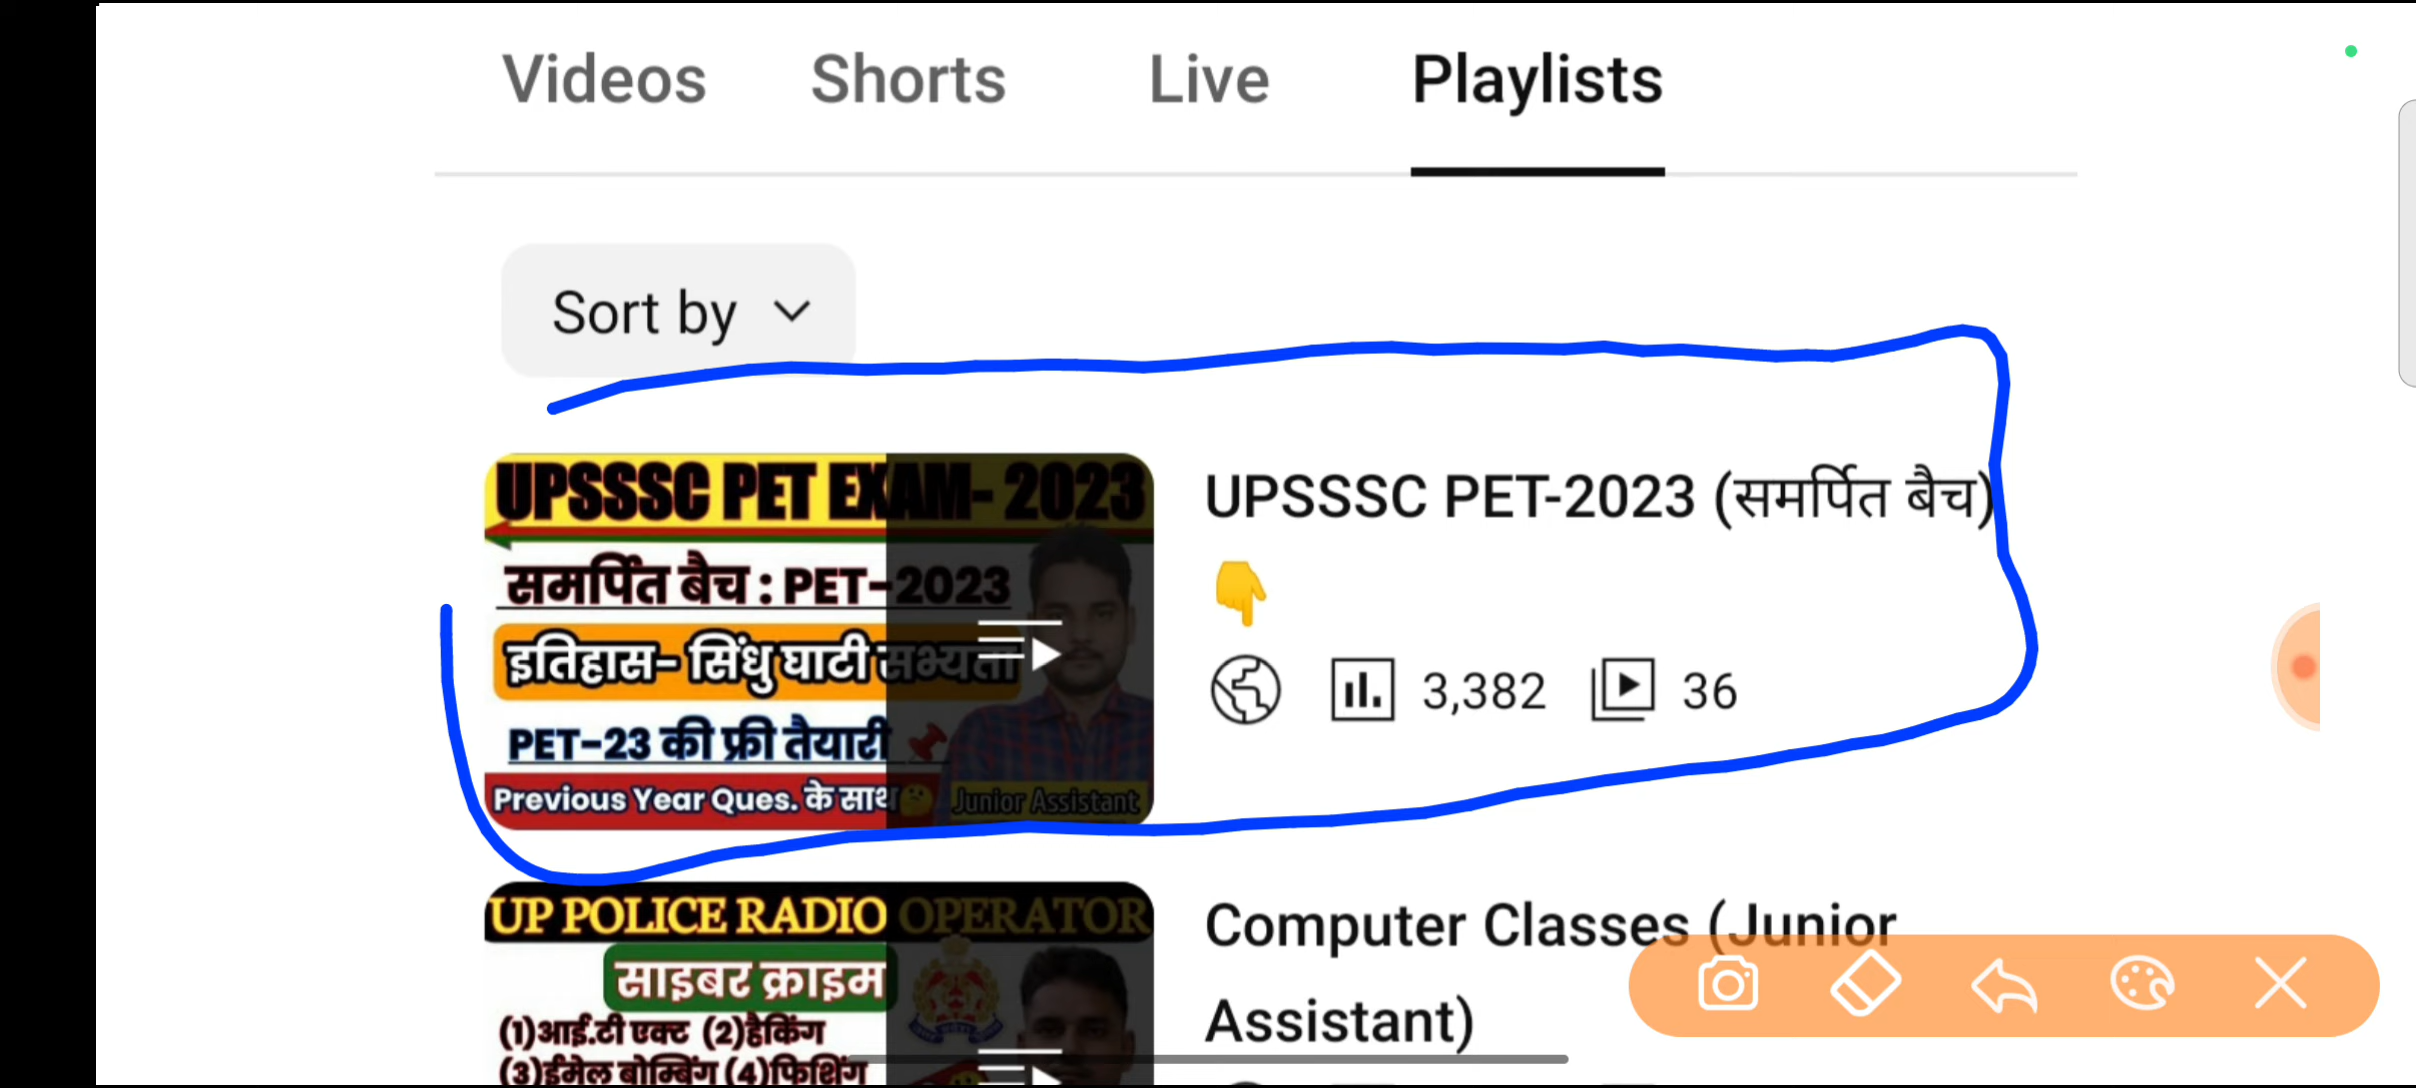 Videos Shorts Live Playlists
Sort by
UPSSSC PET EXAM- 2023
समर्पित बैच : PET-2023
इतिहास- सिंधु घाटी सभ्यता
PET-23 की फ्री तैयारी
Previous Year Ques. के साथ
Junior Assistant
UPSSSC PET-2023 (समर्पित बैच)
👇
3,382 36
UP POLICE RADIO OPERATOR
साइबर क्राइम
(1)आई.टी एक्ट (2)हैकिंग
(3)ईमेल बोम्बिंग (4)फिशिंग
Computer Classes (Junior
Assistant)